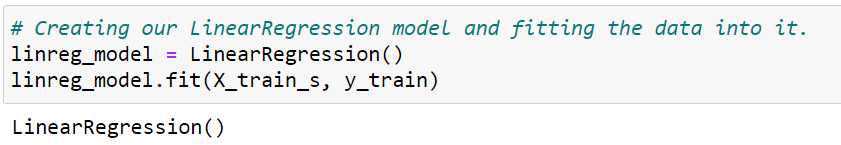 # Creating our LinearRegression model and fitting the data into it.
linreg_model = LinearRegression()
linreg_model.fit(X_train_s, y_train)
LinearRegression()